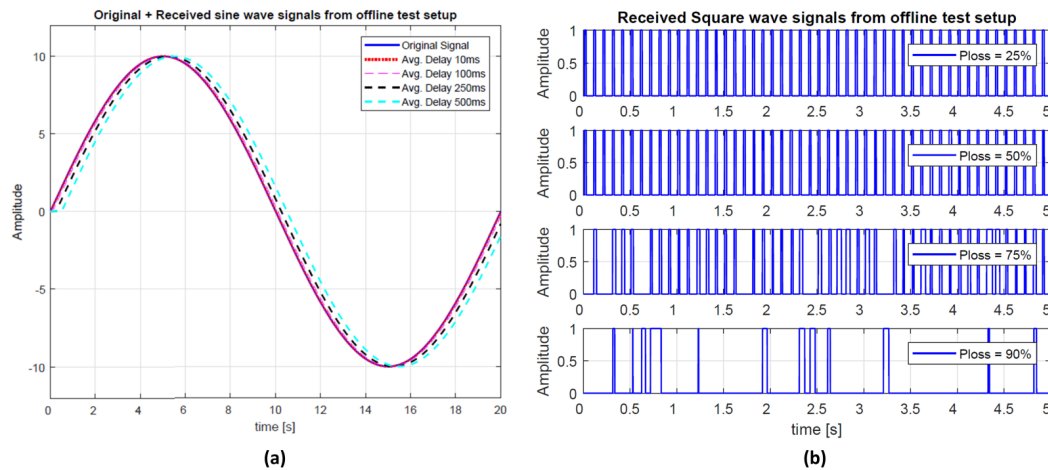 Original + Received sine wave signals from offline test setup
Original Signal
Avg. Delay 10ms
Avg. Delay 100ms
Avg. Delay 250ms
Avg. Delay 500ms
Amplitude
10
5
0
-5
-10
0 2 4 6 8 10 12 14 16 18 20
time [s]
(a)
Received Square wave signals from offline test setup
Amplitude
1
0.5
0
Ploss = 25%
0 0.5 1 1.5 2 2.5 3 3.5 4 4.5 5
Amplitude
1
0.5
0
Ploss = 50%
0 0.5 1 1.5 2 2.5 3 3.5 4 4.5 5
Amplitude
1
0.5
0
Ploss = 75%
0 0.5 1 1.5 2 2.5 3 3.5 4 4.5 5
Amplitude
1
0.5
0
Ploss = 90%
0 0.5 1 1.5 2 2.5 3 3.5 4 4.5 5
time [s]
(b)